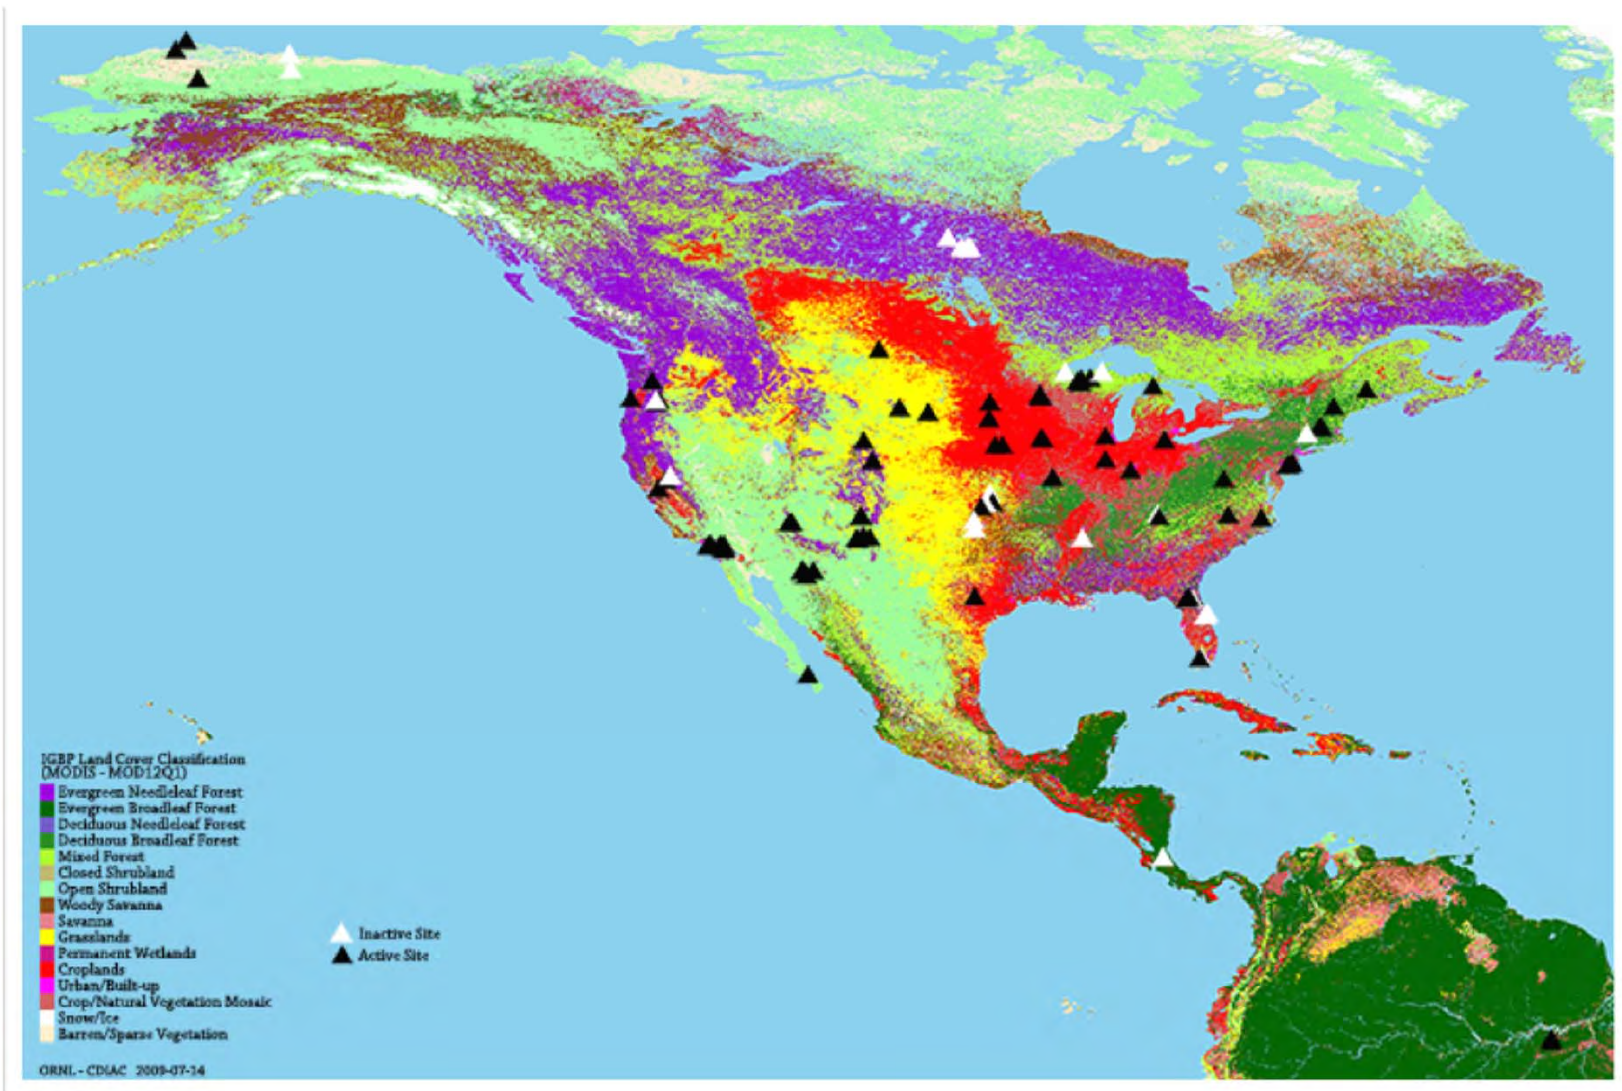 IGBP Land Cover Classification
(MODIS - MOD12Q1)
Evergreen Needleleaf Forest
Evergreen Broadleaf Forest
Deciduous Needleleaf Forest
Deciduous Broadleaf Forest
Mixed Forest
Closed Shrubland
Open Shrubland
Woody Savanna
Savanna
Grasslands
Permanent Wetlands
Croplands
Urban/Built-up
Crop/Natural Vegetation Mosaic
Snow/Ice
Barren/Sparse Vegetation
Inactive Site
Active Site
ORNL - CDIAC 2009-07-14